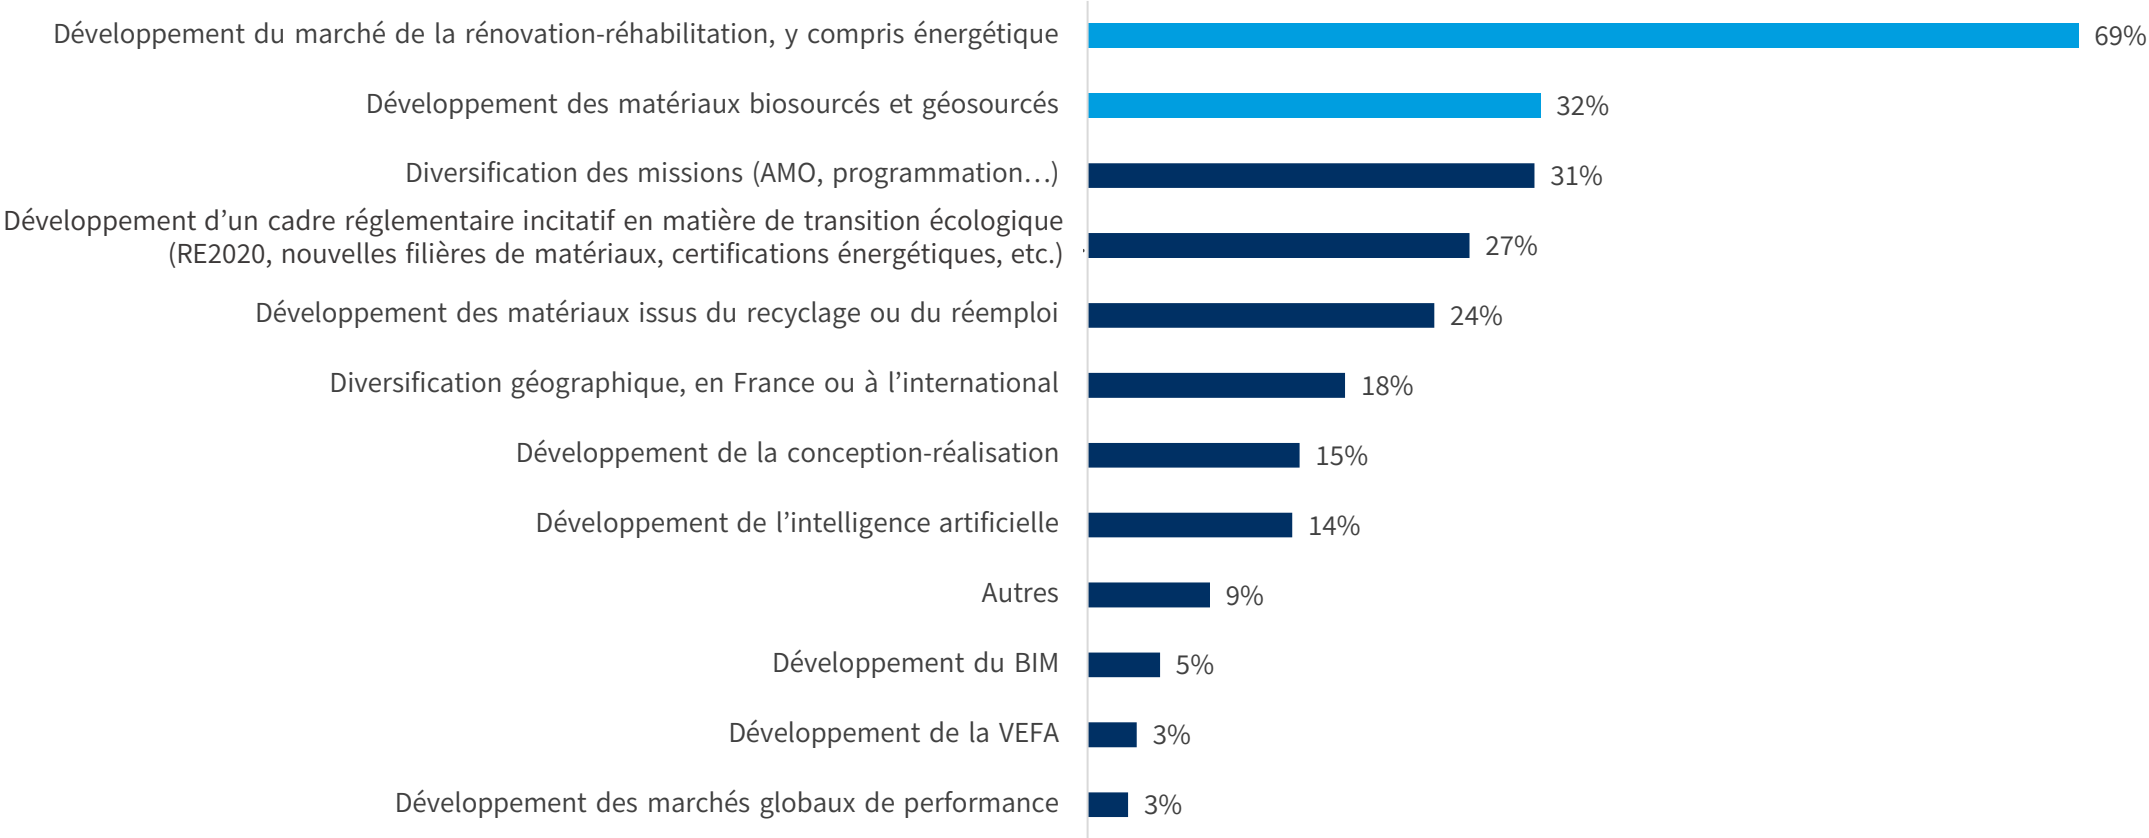 Développement du marché de la rénovation-réhabilitation, y compris énergétique 69%
Développement des matériaux biosourcés et géosourcés 32%
Diversification des missions (AMO, programmation…) 31%
Développement d’un cadre réglementaire incitatif en matière de transition écologique
(RE2020, nouvelles filières de matériaux, certifications énergétiques, etc.) 27%
Développement des matériaux issus du recyclage ou du réemploi 24%
Diversification géographique, en France ou à l’international 18%
Développement de la conception-réalisation 15%
Développement de l’intelligence artificielle 14%
Autres 9%
Développement du BIM 5%
Développement de la VEFA 3%
Développement des marchés globaux de performance 3%